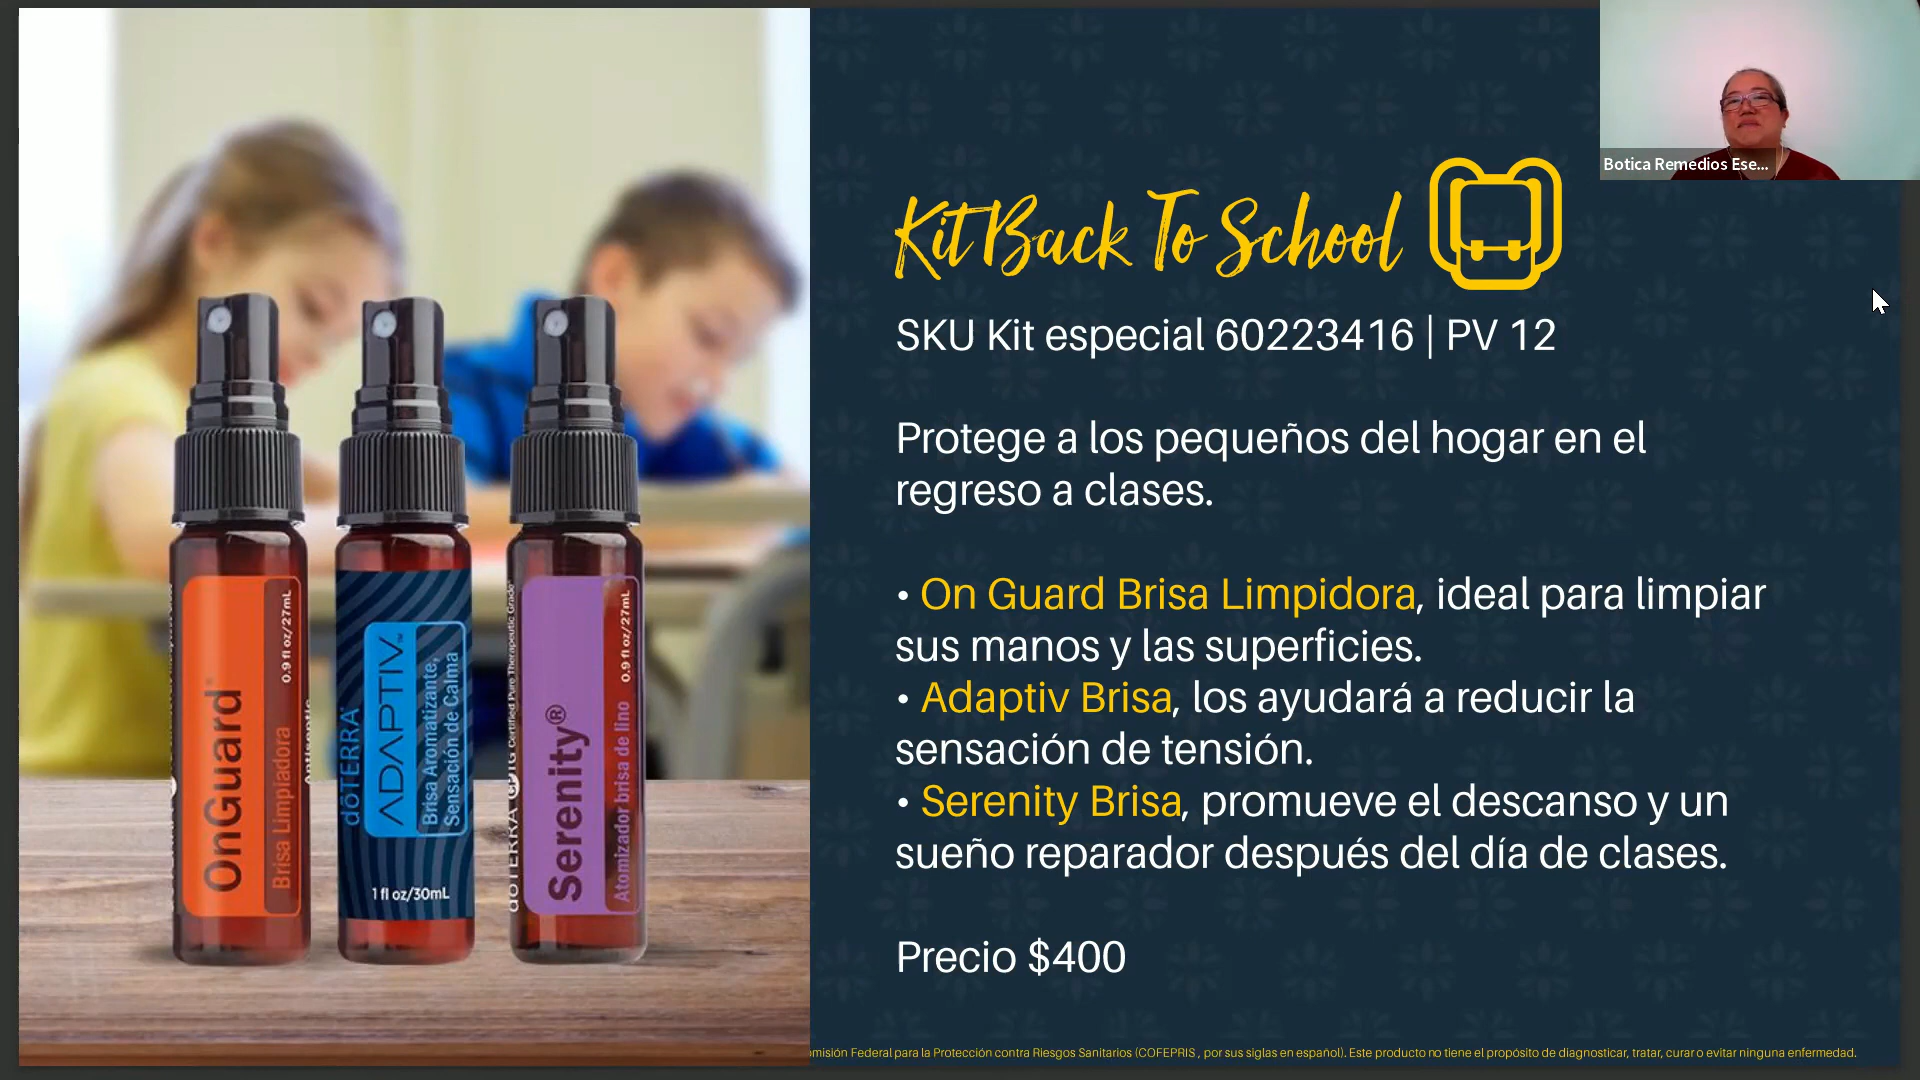 Botica Remedios Ese...
Kit Back To School
SKU Kit especial 60223416 | PV 12
Protege a los pequeños del hogar en el
regreso a clases.
• On Guard Brisa Limpidora, ideal para limpiar
sus manos y las superficies.
• Adaptiv Brisa, los ayudará a reducir la
sensación de tensión.
• Serenity Brisa, promueve el descanso y un
sueño reparador después del día de clases.
Precio $400
OnGuard
Brisa Limpiadora
0.9 fl oz/27mL
dōTERRA
ADAPTIV™
Brisa Aromatizante,
Sensación de Calma
1 fl oz/30mL
Certified Pure Therapeutic Grade
Serenity®
Atomizador brisa de lino
0.9 fl oz/27mL
Federal para la Protección contra Riesgos Sanitarios (COFEPRIS , por sus siglas en español). Este producto no tiene el propósito de diagnosticar, tratar, curar o evitar ninguna enfermedad.